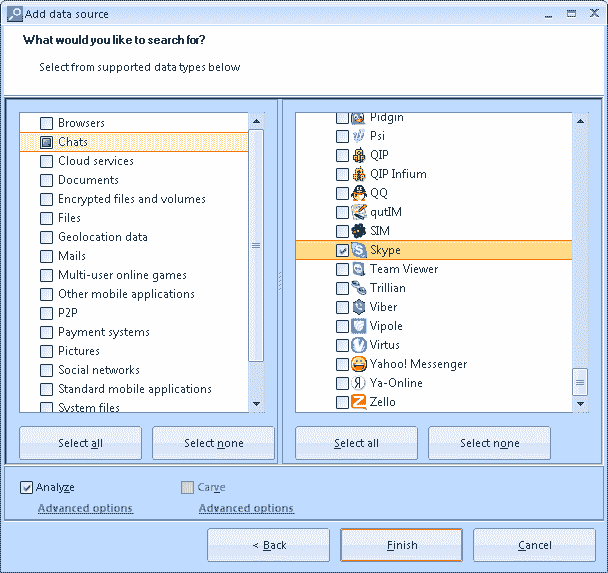 Add data source
What would you like to search for?
Select from supported data types below
Browsers
Chats
Cloud services
Documents
Encrypted files and volumes
Files
Geolocation data
Mails
Multi-user online games
Other mobile applications
P2P
Payment systems
Pictures
Social networks
Standard mobile applications
System files
Pidgin
Psi
QIP
QIP Infium
QQ
qutIM
SIM
Skype
Team Viewer
Trillian
Viber
Vipole
Virtus
Yahoo! Messenger
Ya-Online
Zello
Select all
Select none
Select all
Select none
Analyze
Carve
Advanced options
Advanced options
< Back
Finish
Cancel